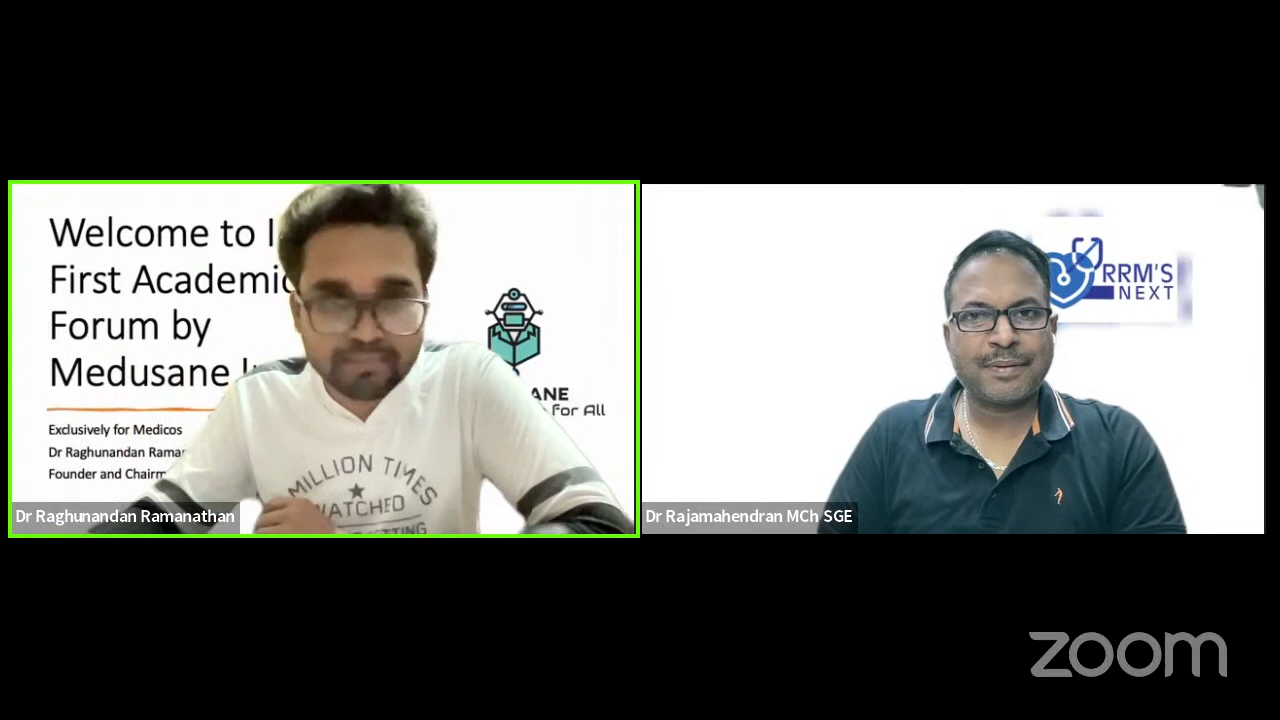 Welcome to I
First Academic
Forum by
Medusane
Exclusively for Medicos
Dr Raghunandan Raman
Founder and Chairm
ANE
for All
MILLION TIMES
WATCHED
Dr Raghunandan Ramanathan
RRM'S
NEXT
Dr Rajamahendran MCh SGE
zoom